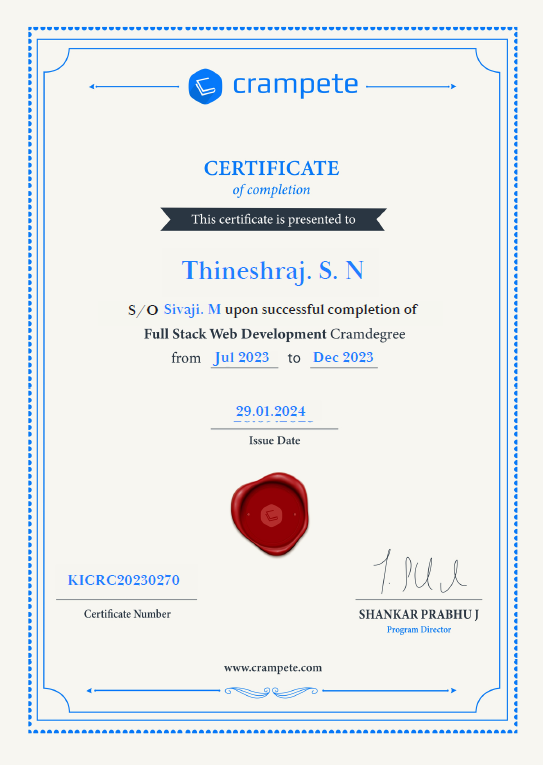 crampete
CERTIFICATE
of completion
This certificate is presented to
Thineshraj. S. N
S/O Sivaji. M upon successful completion of
Full Stack Web Development Cramdegree
from Jul 2023 to Dec 2023
29.01.2024
Issue Date
KICRC20230270
Certificate Number
SHANKAR PRABHU J
Program Director
www.crampete.com